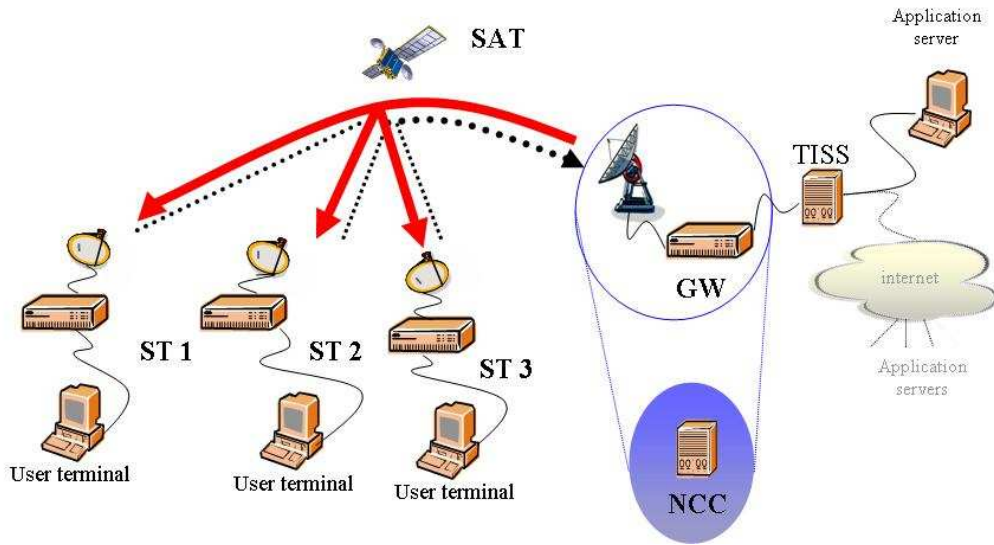 Application
server
SAT
TISS
internet
GW
ST 1
ST 2
ST 3
Application
servers
User terminal
User terminal
User terminal
NCC